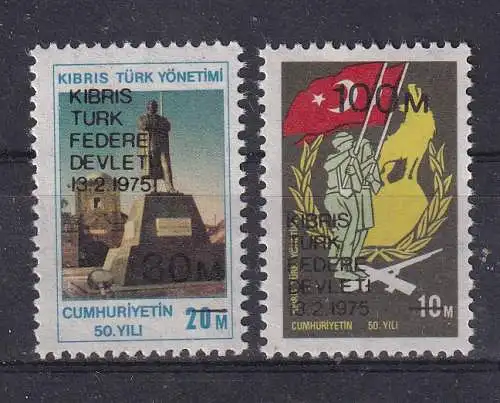 KIBRIS TÜRK YÖNETİMİ
KIBRIS
TÜRK
FEDERE
DEVLETİ
13.2.1975
CUMHURİYETİN
50.YILI
20 M
100M
KIBRIS
TÜRK
FEDERE
DEVLETİ
13.2.1975
10 M
CUMHURİYETİN 50.YILI